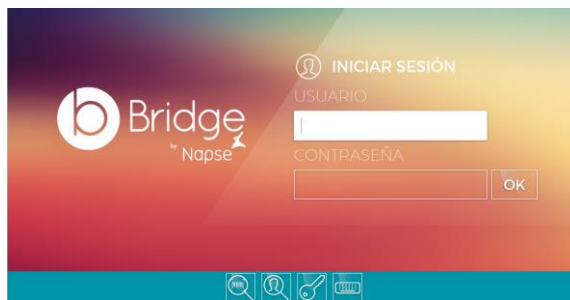 INICIAR SESIÓN
USUARIO
b Bridge
by Napse
CONTRASEÑA
OK